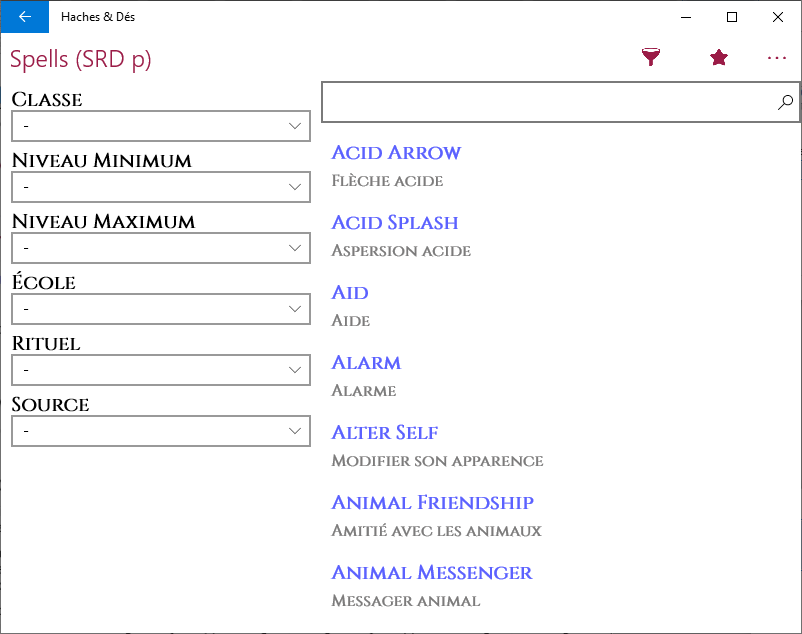 Haches & Dés
Spells (SRD p)
Classe
-
Niveau Minimum
-
Niveau Maximum
-
École
-
Rituel
-
Source
-
Acid Arrow
Flèche acide
Acid Splash
Aspersion acide
Aid
Aide
Alarm
Alarme
Alter Self
Modifier son apparence
Animal Friendship
Amitié avec les animaux
Animal Messenger
Messager animal